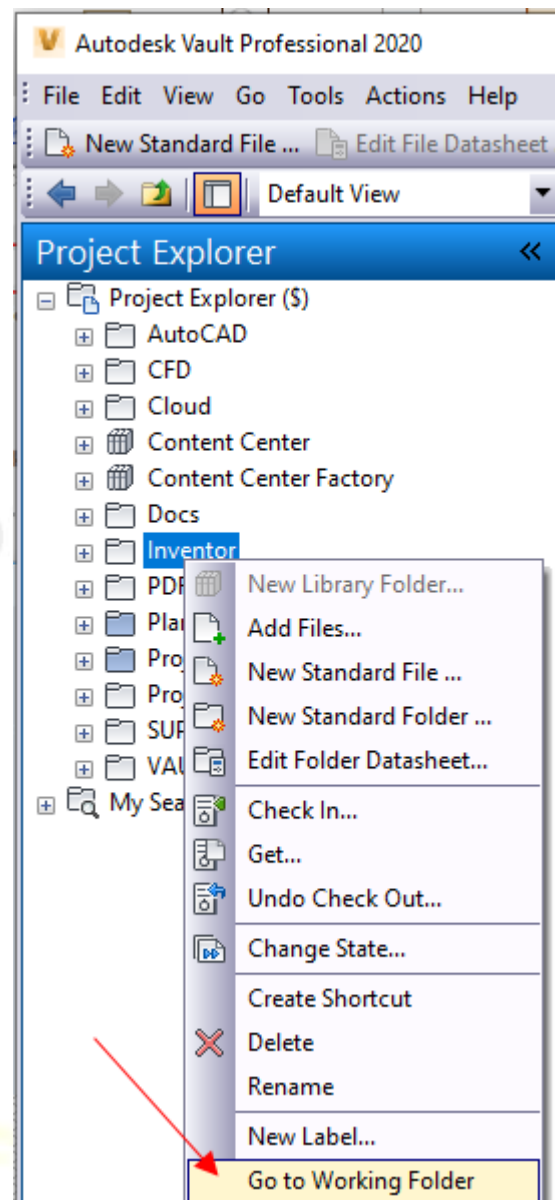 Autodesk Vault Professional 2020
File Edit View Go Tools Actions Help
New Standard File ... Edit File Datasheet
Default View
Project Explorer
Project Explorer ($)
AutoCAD
CFD
Cloud
Content Center
Content Center Factory
Docs
Inventor
New Library Folder...
Add Files...
New Standard File ...
New Standard Folder ...
Edit Folder Datasheet...
My Sea
Check In...
Get...
Undo Check Out...
Change State...
Create Shortcut
Delete
Rename
New Label...
Go to Working Folder